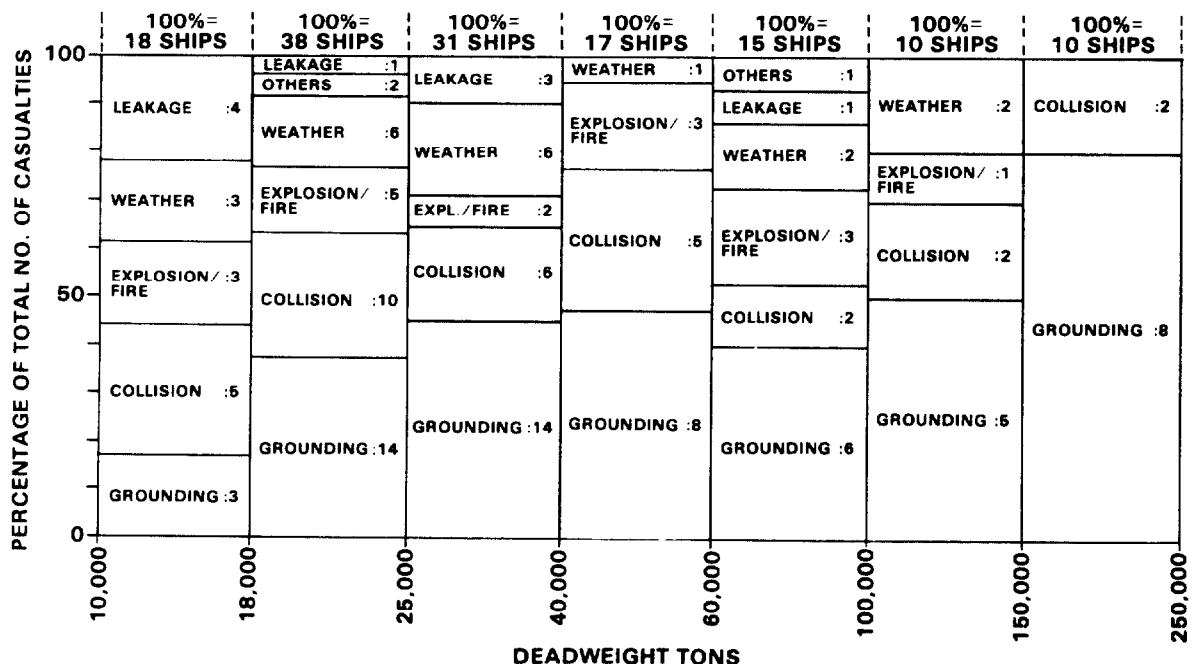 100%=
18 SHIPS
100%=
38 SHIPS
100%=
31 SHIPS
100%=
17 SHIPS
100%=
15 SHIPS
100%=
10 SHIPS
100%=
10 SHIPS
PERCENTAGE OF TOTAL NO. OF CASUALTIES
100
50
0
LEAKAGE :4
WEATHER :3
EXPLOSION/ :3
FIRE
COLLISION :5
GROUNDING :3
LEAKAGE :1
OTHERS :2
WEATHER :6
EXPLOSION/ :5
FIRE
COLLISION :10
GROUNDING :14
LEAKAGE :3
WEATHER :6
EXPL./FIRE :2
COLLISION :6
GROUNDING :14
WEATHER :1
EXPLOSION/ :3
FIRE
COLLISION :5
GROUNDING :8
OTHERS :1
LEAKAGE :1
WEATHER :2
EXPLOSION/ :3
FIRE
COLLISION :2
GROUNDING :6
WEATHER :2
EXPLOSION/ :1
FIRE
COLLISION :2
GROUNDING :5
COLLISION :2
GROUNDING :8
10,000
18,000
25,000
40,000
60,000
100,000
150,000
250,000
DEADWEIGHT TONS